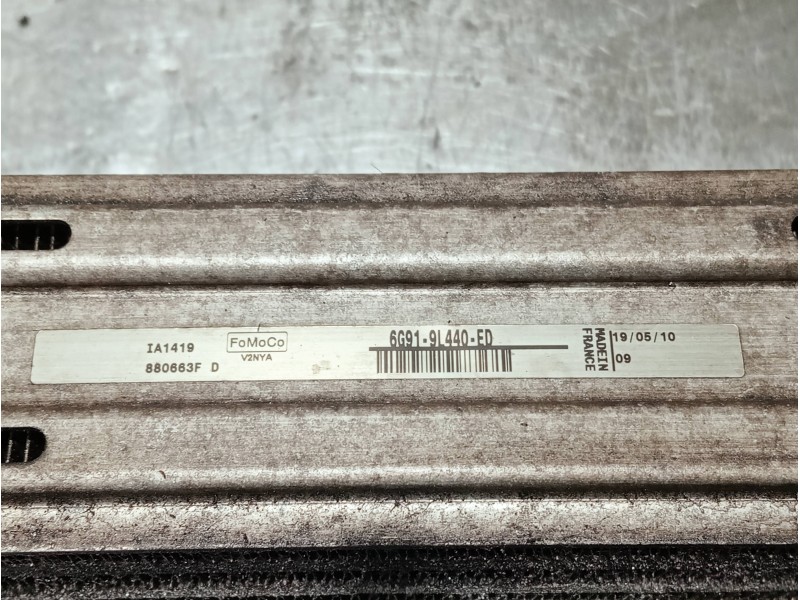 IA1419
880663F D
FoMoCo
V2NYA
6G91-9L440-ED
MADE IN
FRANCE
19/05/10
09